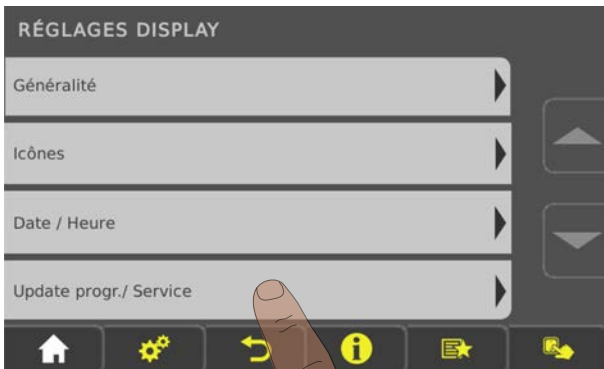 RÉGLAGES DISPLAY
Généralité
Icônes
Date / Heure
Update progr./ Service